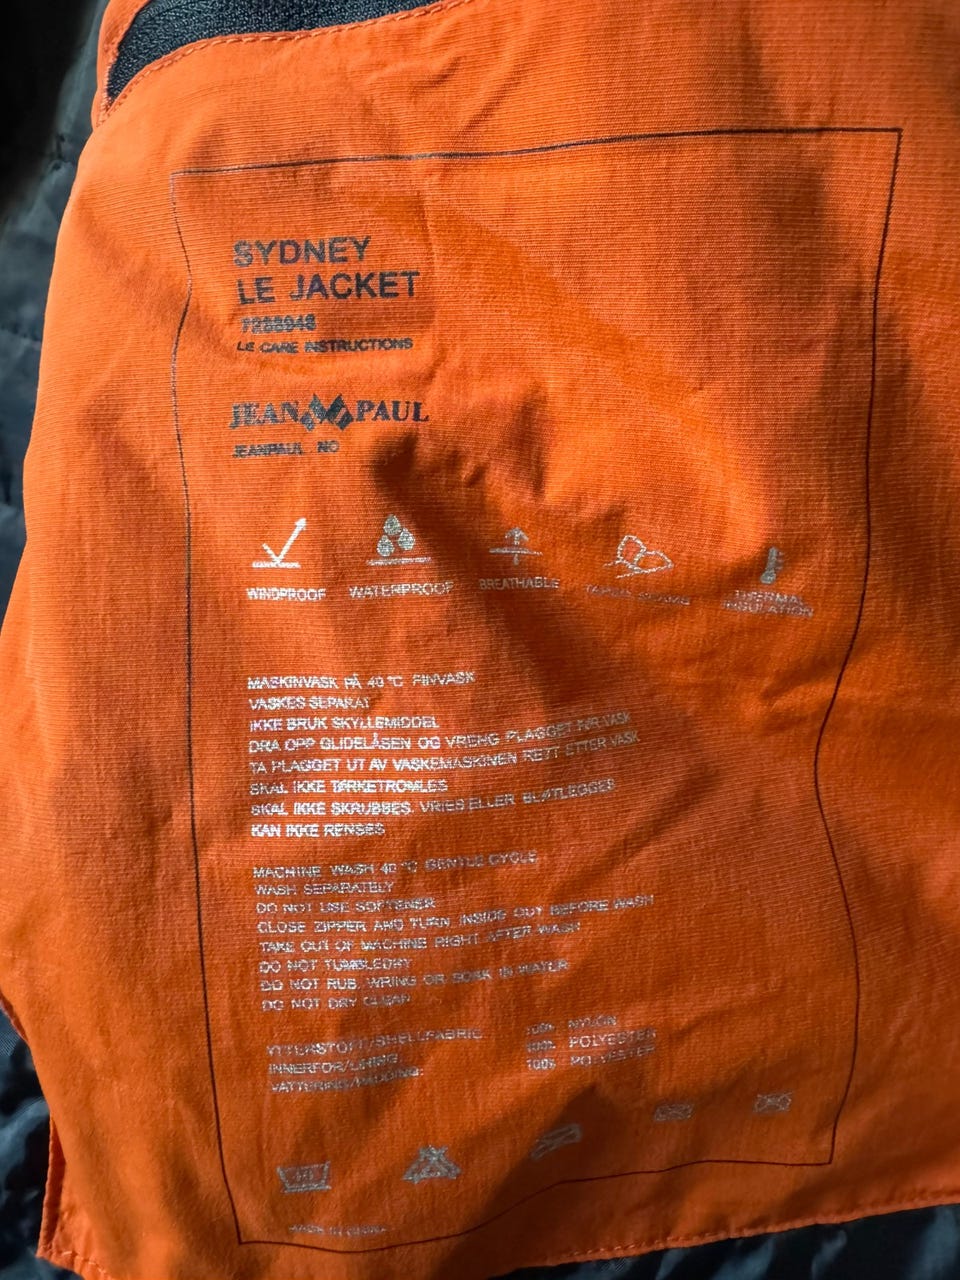 SYDNEY
LE JACKET
LE CARE INSTRUCTIONS
JEAN PAUL
JEANPAUL NO
WINDPROOF
WATERPROOF
BREATHABLE
THERMAL
INSULATION
MASKINVASK PÅ 40 °C FINVASK
VASKES SEPARAT
IKKE BRUK SKYLLEMIDDEL
DRA OPP GLIDELÅSEN OG VRENG PLAGGET FØR VASK
TA PLAGGET UT AV VASKEMASKINEN RETT ETTER VASK
SKAL IKKE TØRKETROMLES
SKAL IKKE SKRUBBES, VRIES ELLER BLØTLEGGES
KAN IKKE RENSES
MACHINE WASH 40 °C GENTLE CYCLE
WASH SEPARATELY
DO NOT USE SOFTENER
CLOSE ZIPPER AND TURN INSIDE OUT BEFORE WASH
TAKE OUT OF MACHINE RIGHT AFTER WASH
DO NOT TUMBLEDRY
DO NOT RUB, WRING OR SOAK IN WATER
DO NOT DRY CLEAN
YTTERSTOFF/SHELLFABRIC: 100% NYLON
INNERFOR/LINING: 100% POLYESTER
VATTERING/PADDING: 100% POLYESTER
MADE IN CHINA